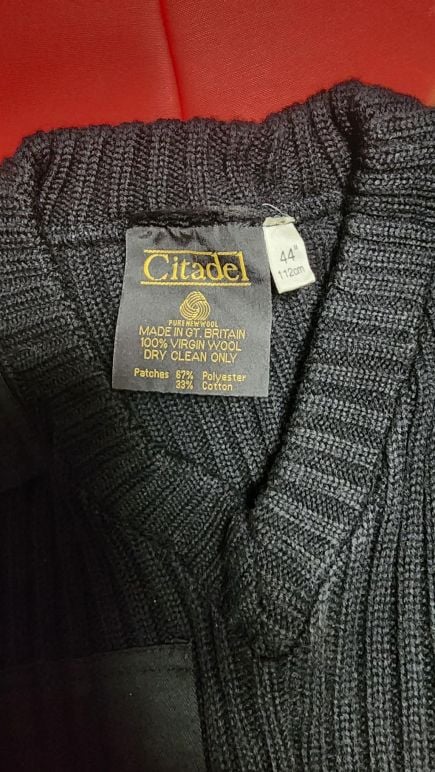 Citadel
PURE NEW WOOL
MADE IN GT. BRITAIN
100% VIRGIN WOOL
DRY CLEAN ONLY
Patches 67% Polyester
33% Cotton
44"
112cm